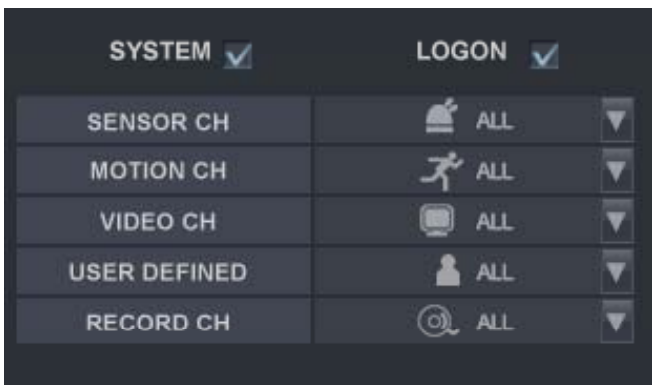 SYSTEM LOGON
SENSOR CH ALL
MOTION CH ALL
VIDEO CH ALL
USER DEFINED ALL
RECORD CH ALL